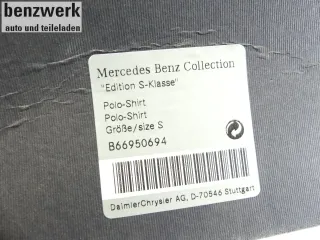 benzwerk
auto und teileladen
Mercedes Benz Collection
"Edition S-Klasse"
Polo-Shirt
Polo-Shirt
Größe/size S
B66950694
DaimlerChrysler AG, D-70546 Stuttgart